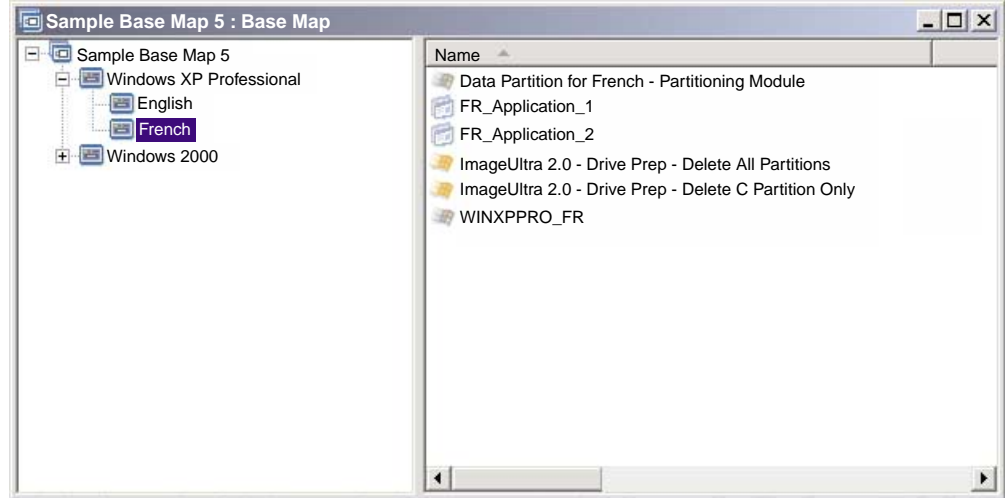 Sample Base Map 5 : Base Map
Sample Base Map 5
Windows XP Professional
English
French
Windows 2000
Name
Data Partition for French - Partitioning Module
FR_Application_1
FR_Application_2
ImageUltra 2.0 - Drive Prep - Delete All Partitions
ImageUltra 2.0 - Drive Prep - Delete C Partition Only
WINXPPRO_FR